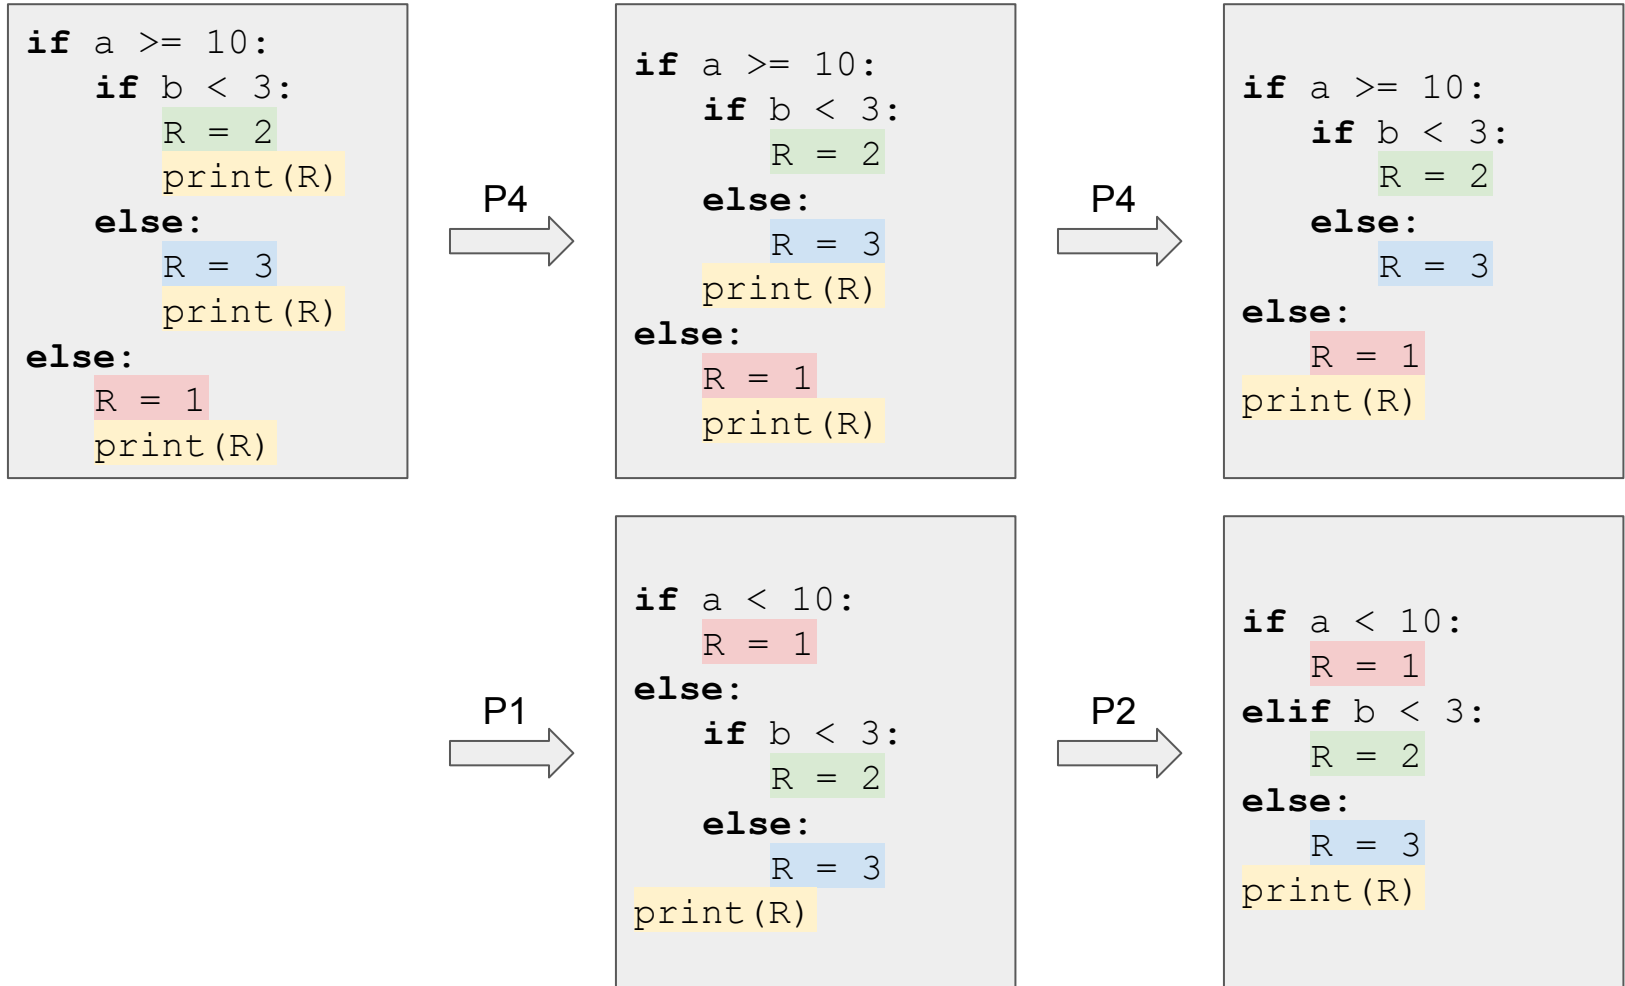 if a >= 10:
    if b < 3:
        R = 2
        print(R)
    else:
        R = 3
        print(R)
else:
    R = 1
    print(R)
P4
if a >= 10:
    if b < 3:
        R = 2
    else:
        R = 3
    print(R)
else:
    R = 1
    print(R)
P4
if a >= 10:
    if b < 3:
        R = 2
    else:
        R = 3
else:
    R = 1
print(R)
P1
if a < 10:
    R = 1
else:
    if b < 3:
        R = 2
    else:
        R = 3
print(R)
P2
if a < 10:
    R = 1
elif b < 3:
    R = 2
else:
    R = 3
print(R)